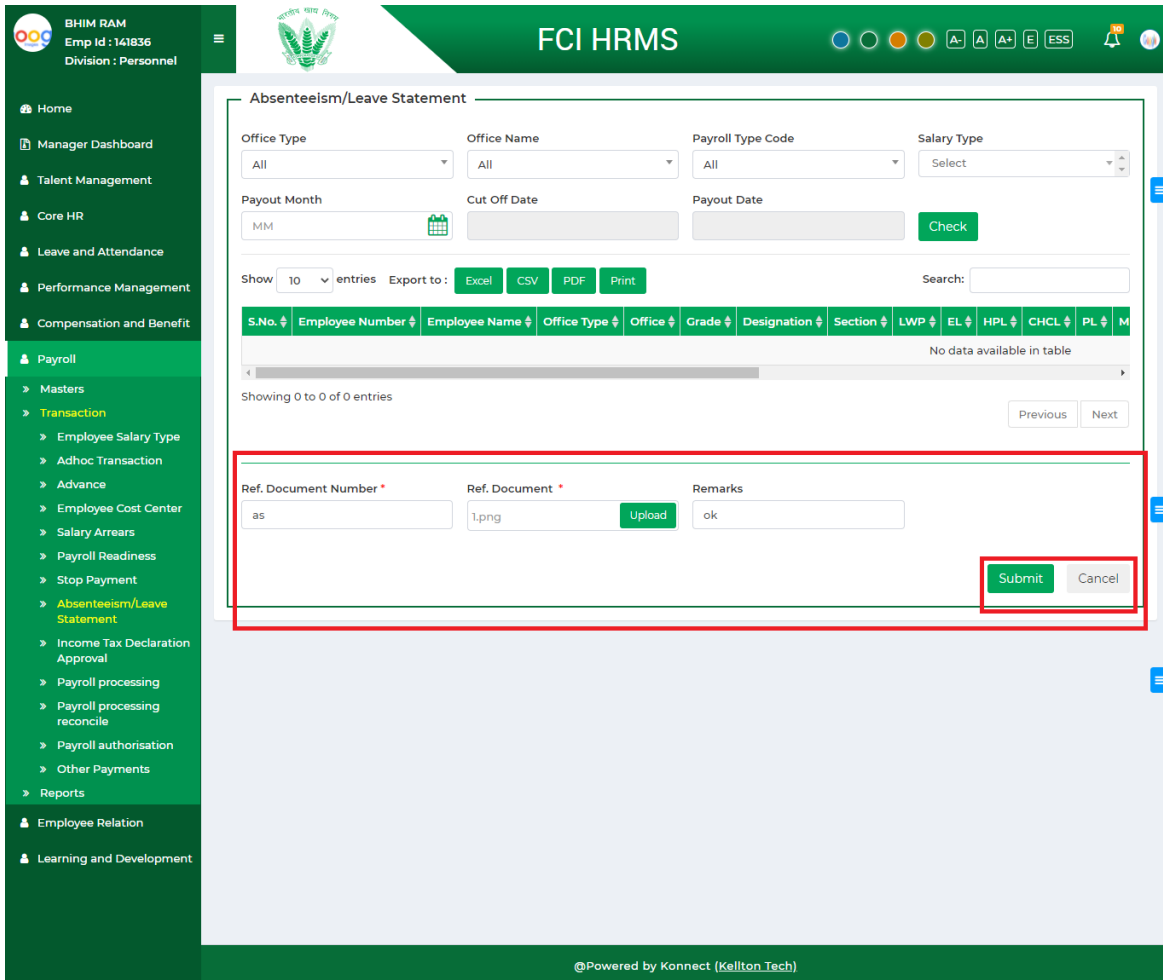 BHIM RAM
Emp Id : 141836
Division : Personnel
भारतीय खाद्य निगम
FCI HRMS
A- A A+ E ESS
10
Home
Manager Dashboard
Talent Management
Core HR
Leave and Attendance
Performance Management
Compensation and Benefit
Payroll
Masters
Transaction
Employee Salary Type
Adhoc Transaction
Advance
Employee Cost Center
Salary Arrears
Payroll Readiness
Stop Payment
Absenteeism/Leave
Statement
Income Tax Declaration
Approval
Payroll processing
Payroll processing
reconcile
Payroll authorisation
Other Payments
Reports
Employee Relation
Learning and Development
Absenteeism/Leave Statement
Office Type Office Name Payroll Type Code Salary Type
All All All Select
Payout Month Cut Off Date Payout Date
MM Check
Show 10 entries Export to : Excel CSV PDF Print Search:
S.No. Employee Number Employee Name Office Type Office Grade Designation Section LWP EL HPL CHCL PL M
No data available in table
Showing 0 to 0 of 0 entries
Previous Next
Ref. Document Number * Ref. Document * Remarks
as 1.png Upload ok
Submit Cancel
@Powered by Konnect (Kellton Tech)